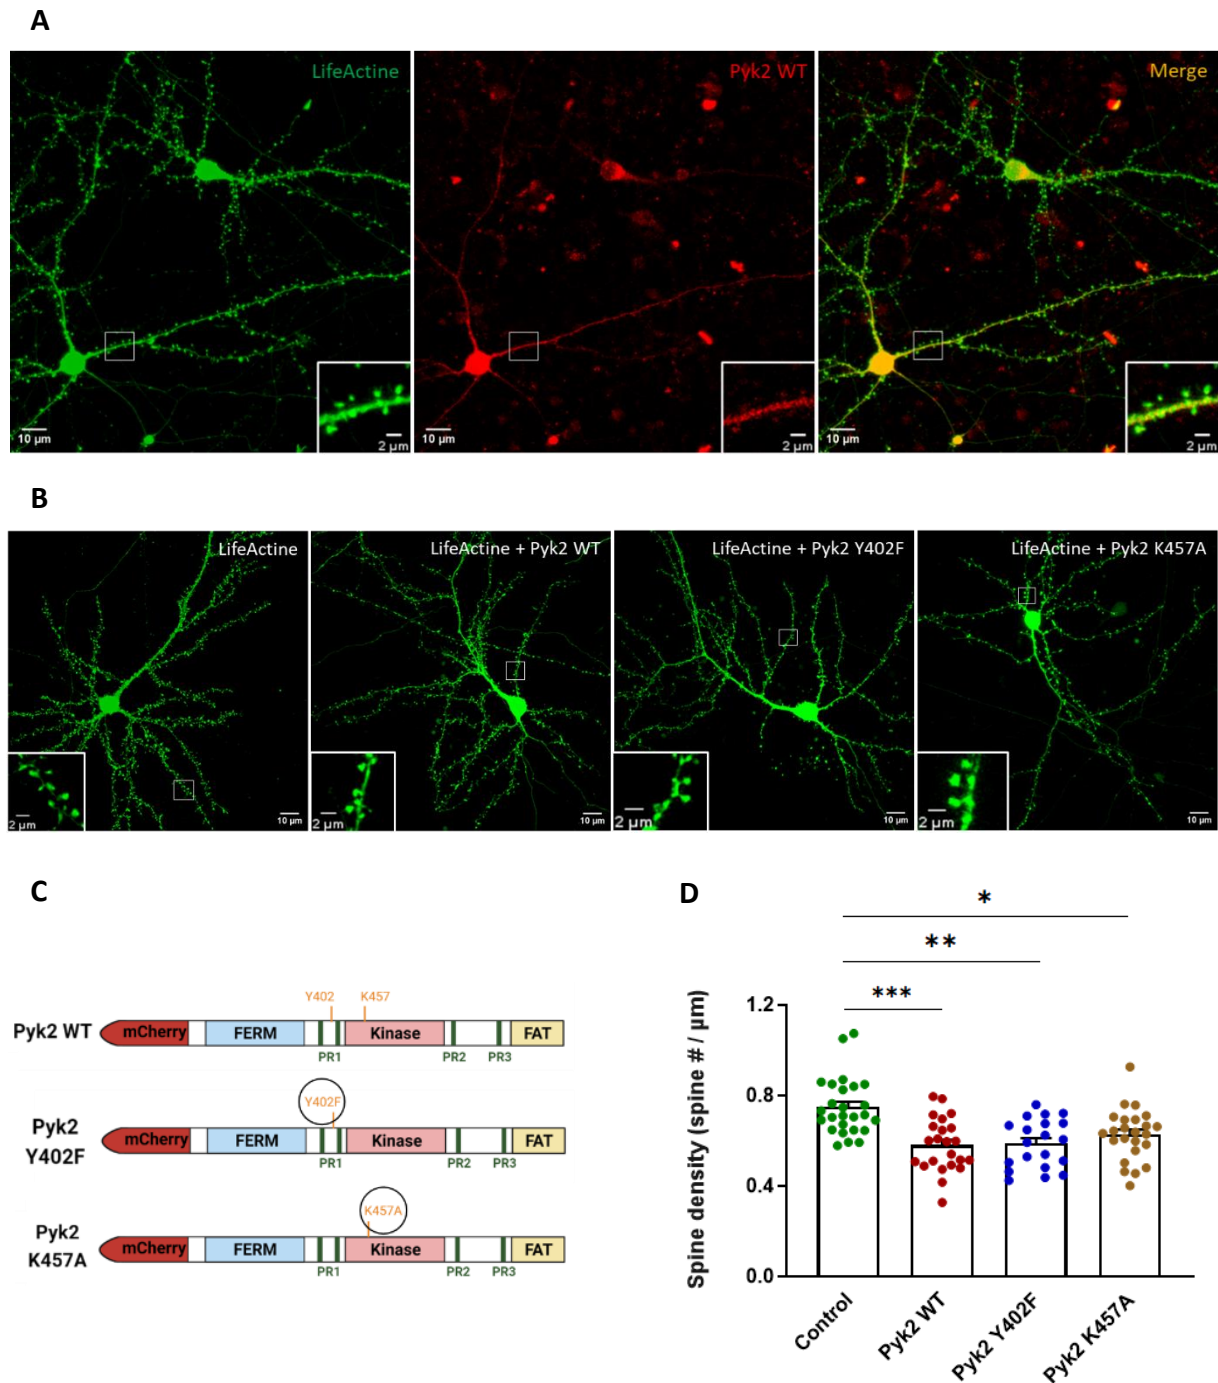 A
LifeActine
Pyk2 WT
Merge
10 µm
2 µm
10 µm
2 µm
10 µm
2 µm
B
LifeActine
LifeActine + Pyk2 WT
LifeActine + Pyk2 Y402F
LifeActine + Pyk2 K457A
2 µm
10 µm
2 µm
10 µm
2 µm
10 µm
2 µm
10 µm
C
Y402 K457
Pyk2 WT
mCherry FERM Kinase FAT
PR1 PR2 PR3
Y402F
Pyk2
Y402F
mCherry FERM Kinase FAT
PR1 PR2 PR3
K457A
Pyk2
K457A
mCherry FERM Kinase FAT
PR1 PR2 PR3
D
*
**
***
Spine density (spine # / µm)
1.2
0.8
0.4
0.0
Control
Pyk2 WT
Pyk2 Y402F
Pyk2 K457A